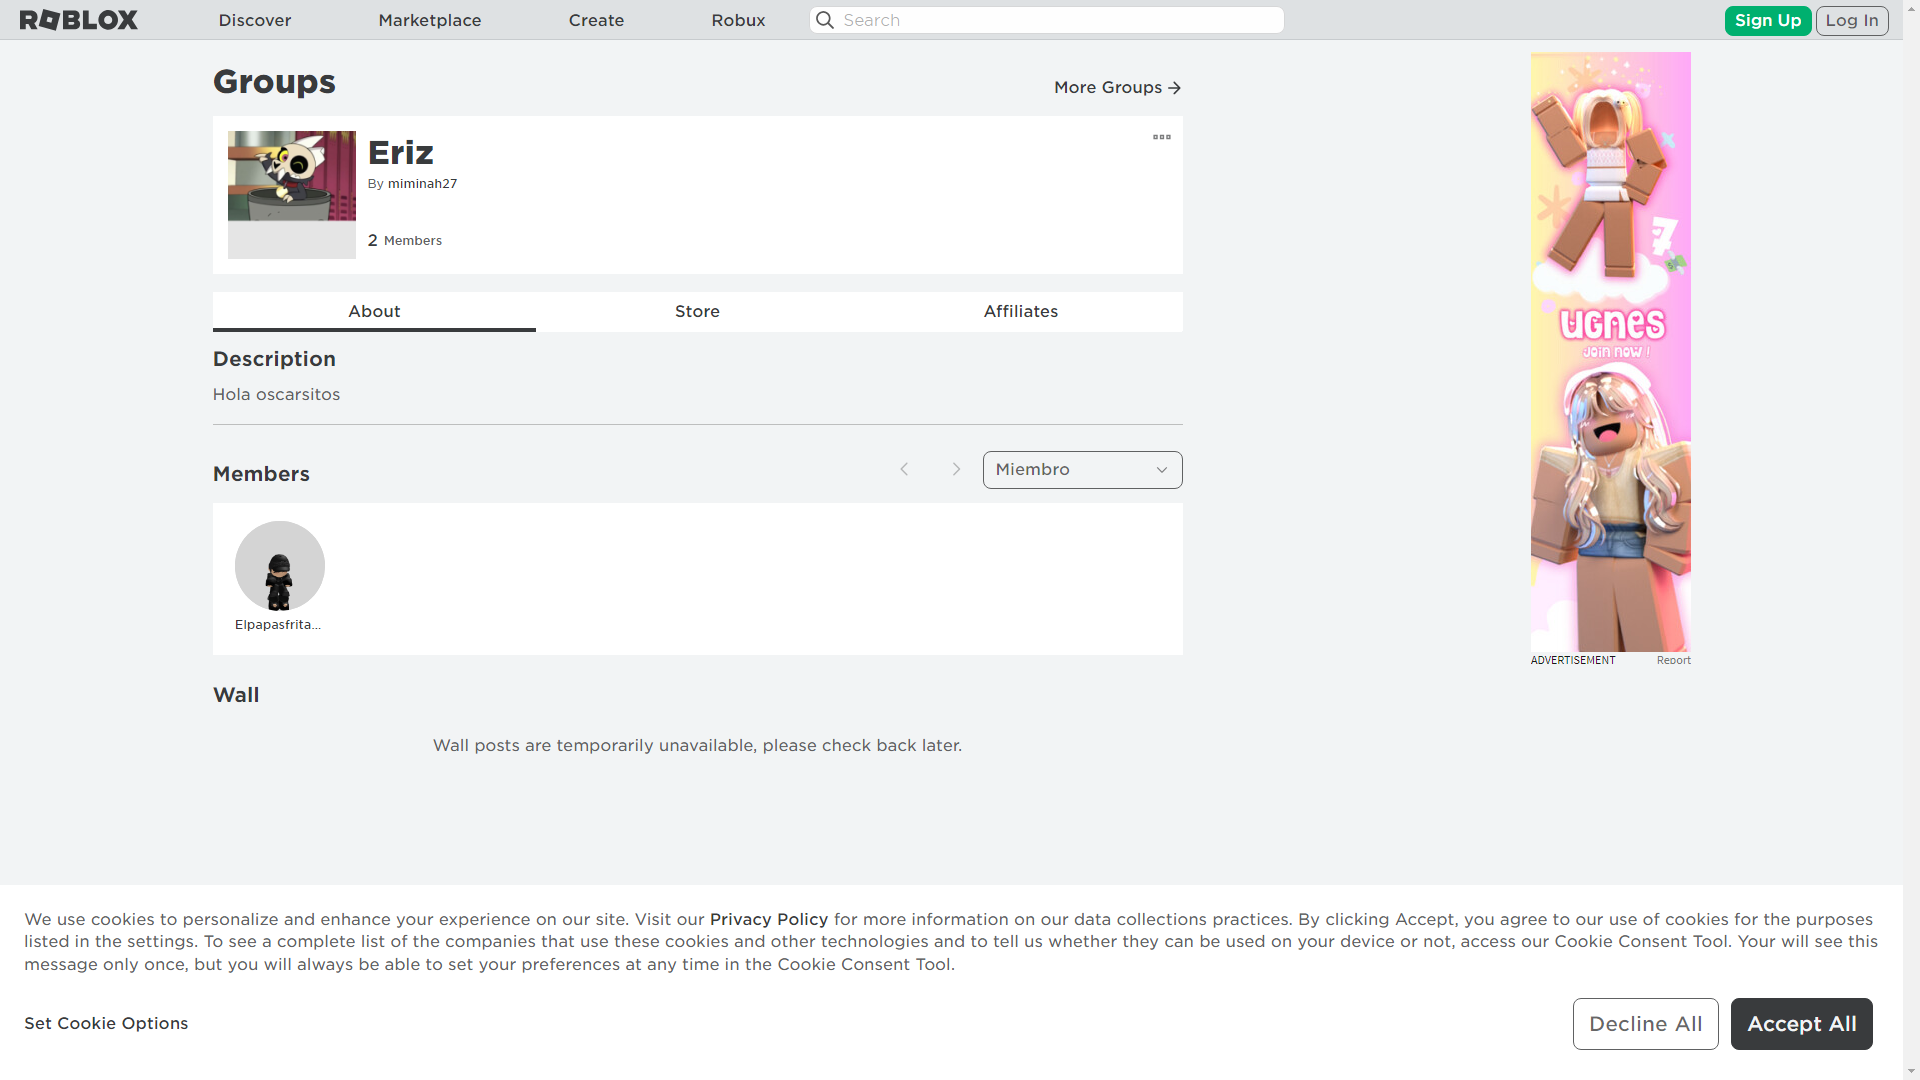 ROBLOX
Discover
Marketplace
Create
Robux
Search
Sign Up
Log In
Groups
More Groups
Eriz
By miminah27
2 Members
About
Store
Affiliates
Description
Hola oscarsitos
Members
Miembro
Elpapasfrita...
Wall
Wall posts are temporarily unavailable, please check back later.
UGNES
JOIN NOW !
ADVERTISEMENT
Report
We use cookies to personalize and enhance your experience on our site. Visit our Privacy Policy for more information on our data collections practices. By clicking Accept, you agree to our use of cookies for the purposes
listed in the settings. To see a complete list of the companies that use these cookies and other technologies and to tell us whether they can be used on your device or not, access our Cookie Consent Tool. Your will see this
message only once, but you will always be able to set your preferences at any time in the Cookie Consent Tool.
Set Cookie Options
Decline All
Accept All